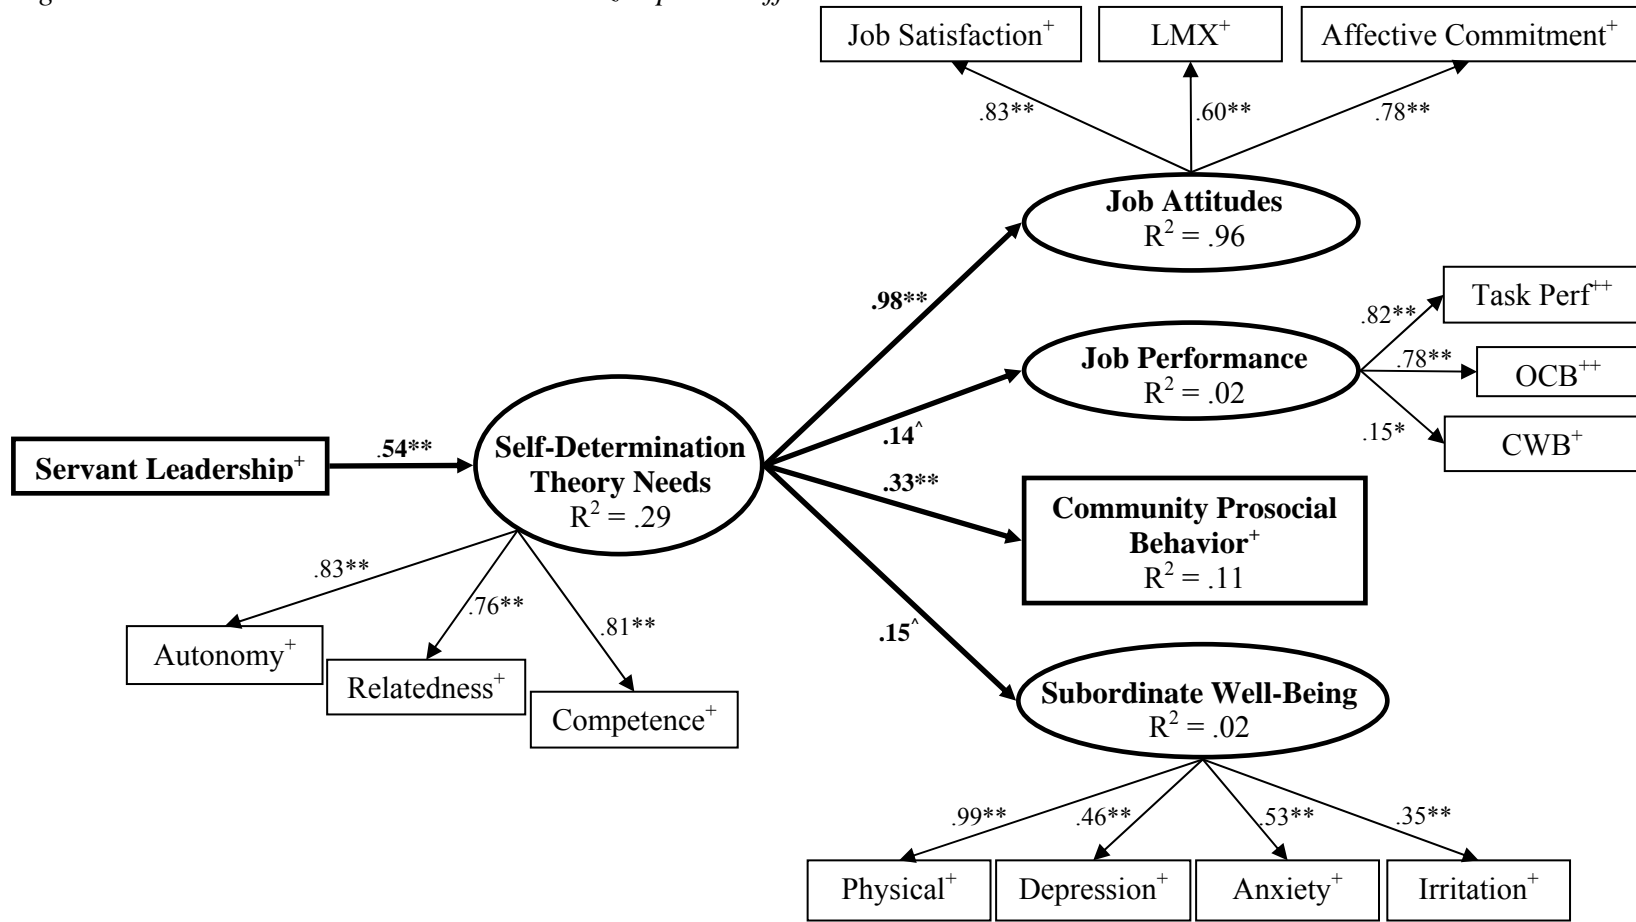 Job Satisfaction⁺
LMX⁺
Affective Commitment⁺
.83**
.60**
.78**
Job Attitudes
R² = .96
.98**
Task Perf⁺⁺
.82**
Job Performance
R² = .02
.78**
OCB⁺⁺
.15*
CWB⁺
.14^
Servant Leadership⁺
.54**
Self-Determination
Theory Needs
R² = .29
.33**
Community Prosocial
Behavior⁺
R² = .11
.83**
.76**
.81**
.15^
Autonomy⁺
Relatedness⁺
Competence⁺
Subordinate Well-Being
R² = .02
.99**
.46**
.53**
.35**
Physical⁺
Depression⁺
Anxiety⁺
Irritation⁺